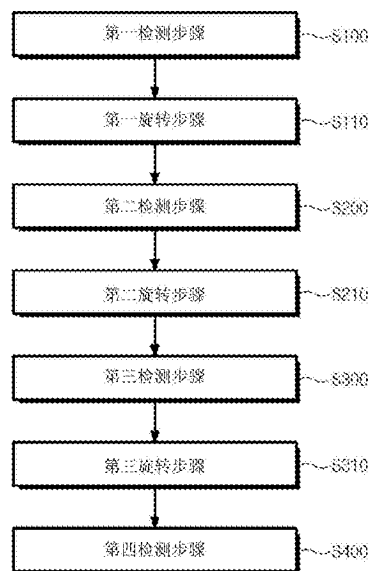 第一检测步骤 S100
第一旋转步骤 S110
第二检测步骤 S200
第二旋转步骤 S210
第三检测步骤 S300
第三旋转步骤 S310
第四检测步骤 S400